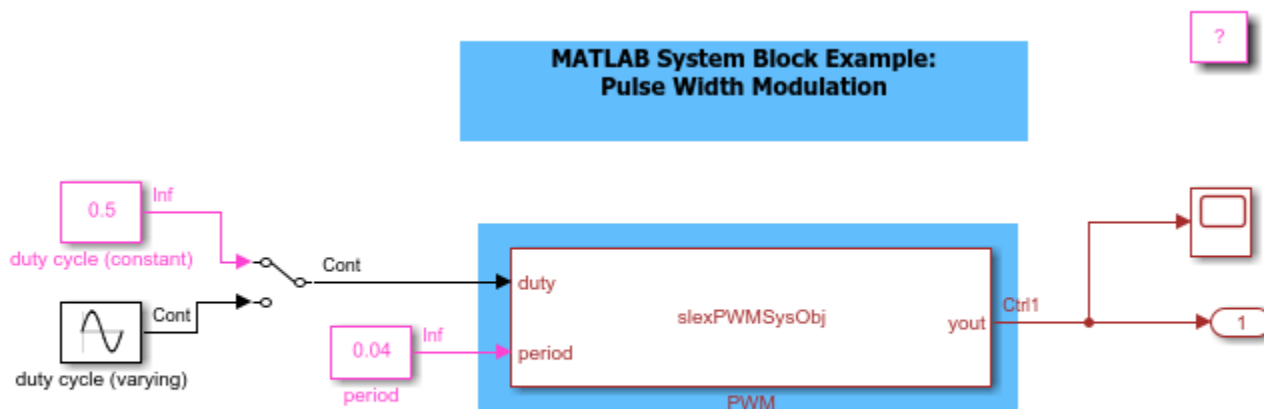 MATLAB System Block Example:
Pulse Width Modulation
?
0.5
Inf
duty cycle (constant)
Cont
duty cycle (varying)
Cont
0.04
Inf
period
duty
period
slexPWMSysObj
yout
PWM
Ctrl1
1